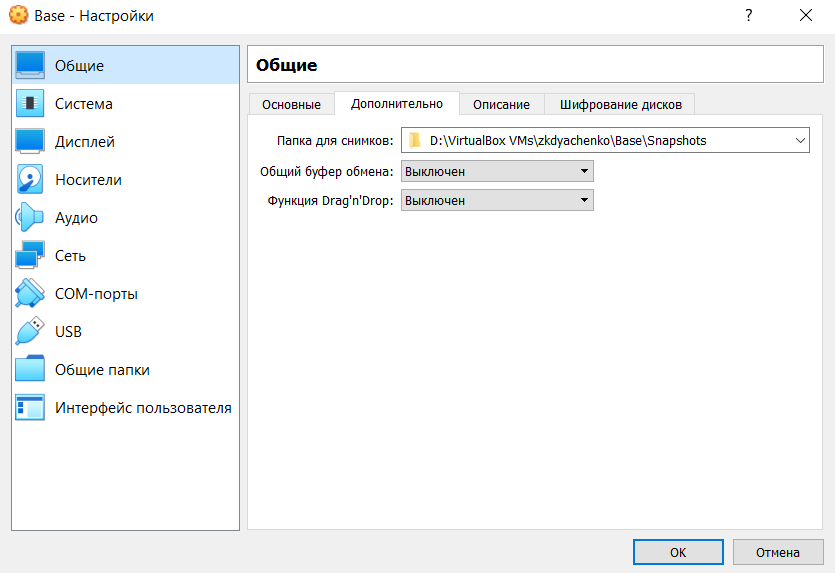 Base - Настройки
?
Общие
Система
Дисплей
Носители
Аудио
Сеть
COM-порты
USB
Общие папки
Интерфейс пользователя
Общие
Основные Дополнительно Описание Шифрование дисков
Папка для снимков: D:\VirtualBox VMs\zkdyachenko\Base\Snapshots
Общий буфер обмена: Выключен
Функция Drag'n'Drop: Выключен
OK Отмена